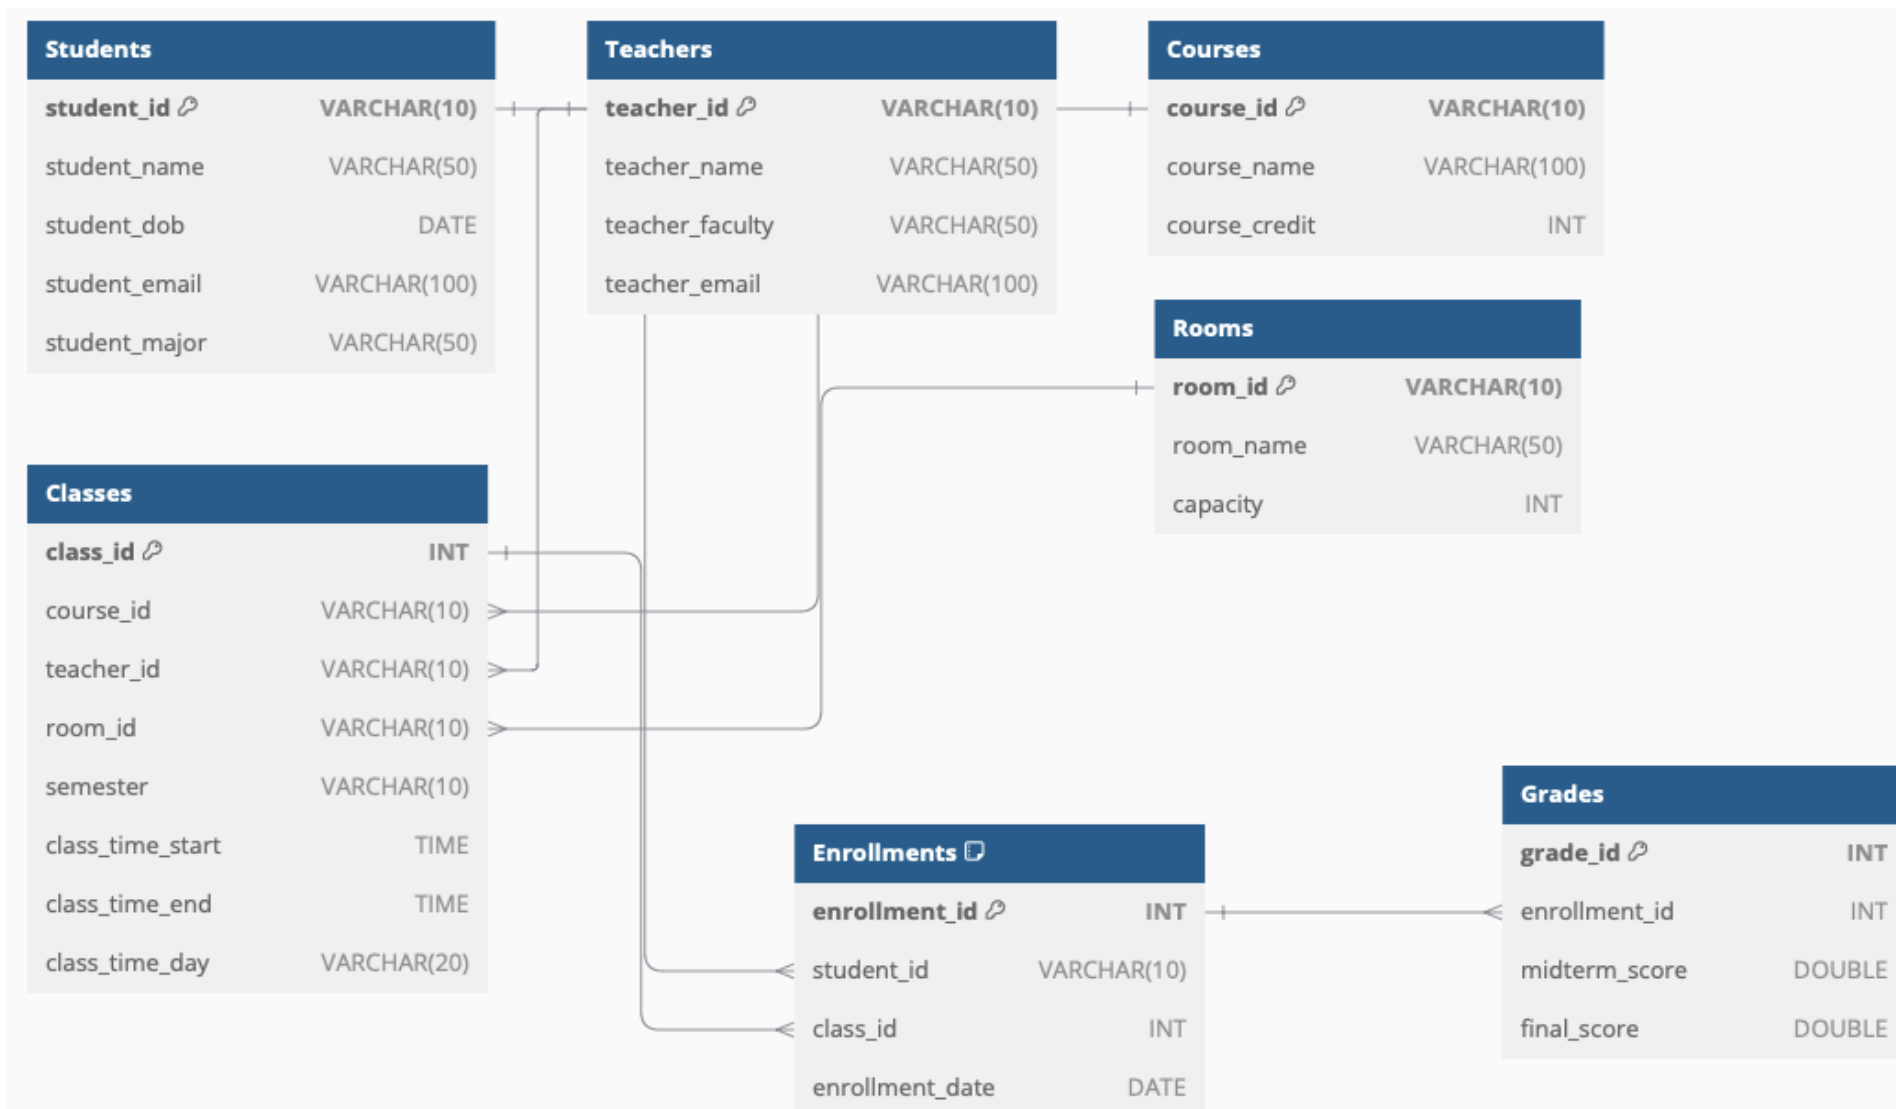 Students
student_id VARCHAR(10)
student_name VARCHAR(50)
student_dob DATE
student_email VARCHAR(100)
student_major VARCHAR(50)
Teachers
teacher_id VARCHAR(10)
teacher_name VARCHAR(50)
teacher_faculty VARCHAR(50)
teacher_email VARCHAR(100)
Courses
course_id VARCHAR(10)
course_name VARCHAR(100)
course_credit INT
Rooms
room_id VARCHAR(10)
room_name VARCHAR(50)
capacity INT
Classes
class_id INT
course_id VARCHAR(10)
teacher_id VARCHAR(10)
room_id VARCHAR(10)
semester VARCHAR(10)
class_time_start TIME
class_time_end TIME
class_time_day VARCHAR(20)
Enrollments
enrollment_id INT
student_id VARCHAR(10)
class_id INT
enrollment_date DATE
Grades
grade_id INT
enrollment_id INT
midterm_score DOUBLE
final_score DOUBLE